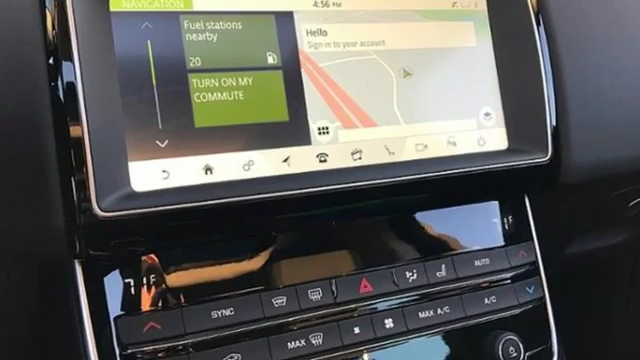 NAVIGATION
4:56 PM
Fuel stations
nearby
20
TURN ON MY
COMMUTE
Hello
Sign in to your account
F
F
SYNC
AUTO
MAX
MAX A/C
A/C